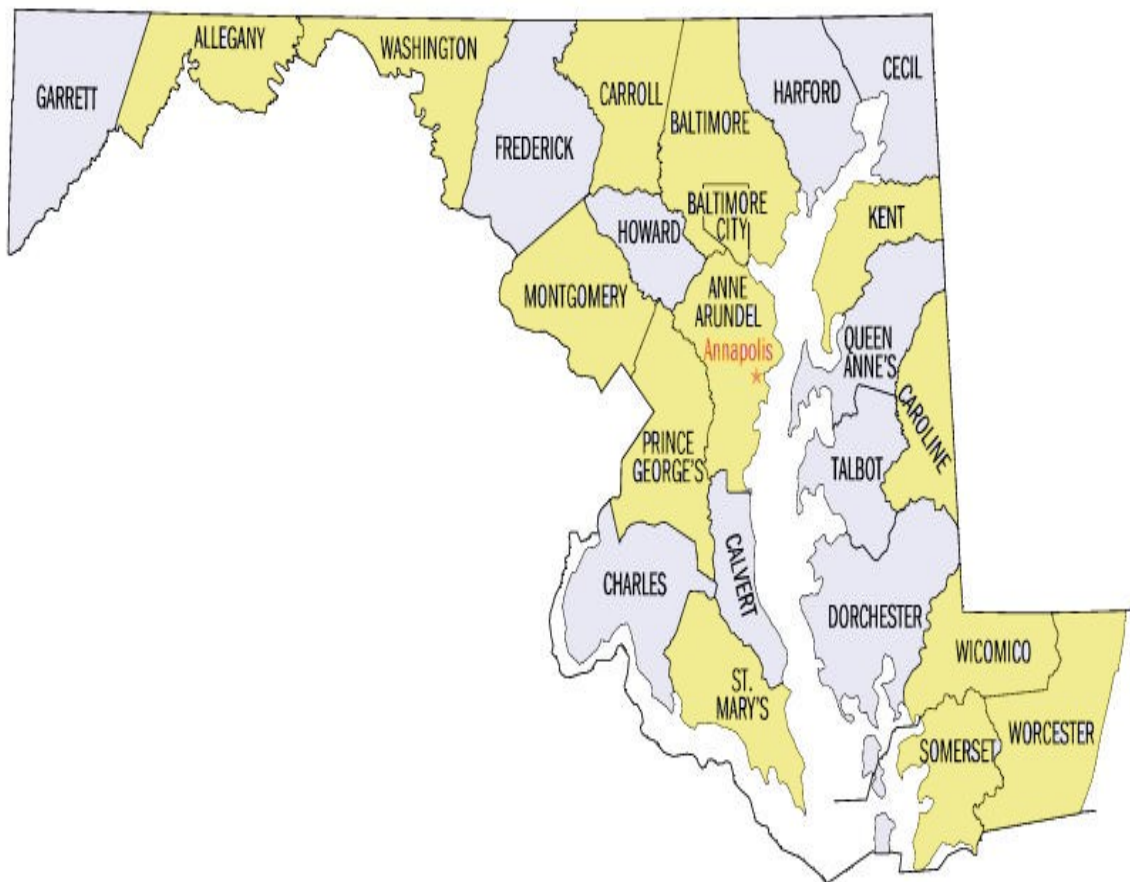 ALLEGANY
WASHINGTON
GARRETT
FREDERICK
CARROLL
BALTIMORE
HARFORD
CECIL
BALTIMORE
CITY
KENT
HOWARD
MONTGOMERY
ANNE
ARUNDEL
Annapolis
*
QUEEN
ANNE'S
CAROLINE
PRINCE
GEORGE'S
TALBOT
CHARLES
CALVERT
DORCHESTER
WICOMICO
ST.
MARY'S
SOMERSET
WORCESTER